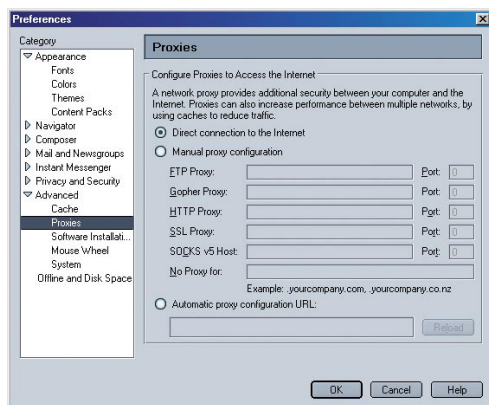 Preferences
Category
Appearance
Fonts
Colors
Themes
Content Packs
Navigator
Composer
Mail and Newsgroups
Instant Messenger
Privacy and Security
Advanced
Cache
Proxies
Software Installati...
Mouse Wheel
System
Offline and Disk Space
Proxies
Configure Proxies to Access the Internet
A network proxy provides additional security between your computer and the
Internet. Proxies can also increase performance between multiple networks, by
using caches to reduce traffic.
Direct connection to the Internet
Manual proxy configuration
FTP Proxy: Port: 0
Gopher Proxy: Port: 0
HTTP Proxy: Port: 0
SSL Proxy: Port: 0
SOCKS v5 Host: Port: 0
No Proxy for:
Example: .yourcompany.com, .yourcompany.co.nz
Automatic proxy configuration URL:
Reload
OK Cancel Help